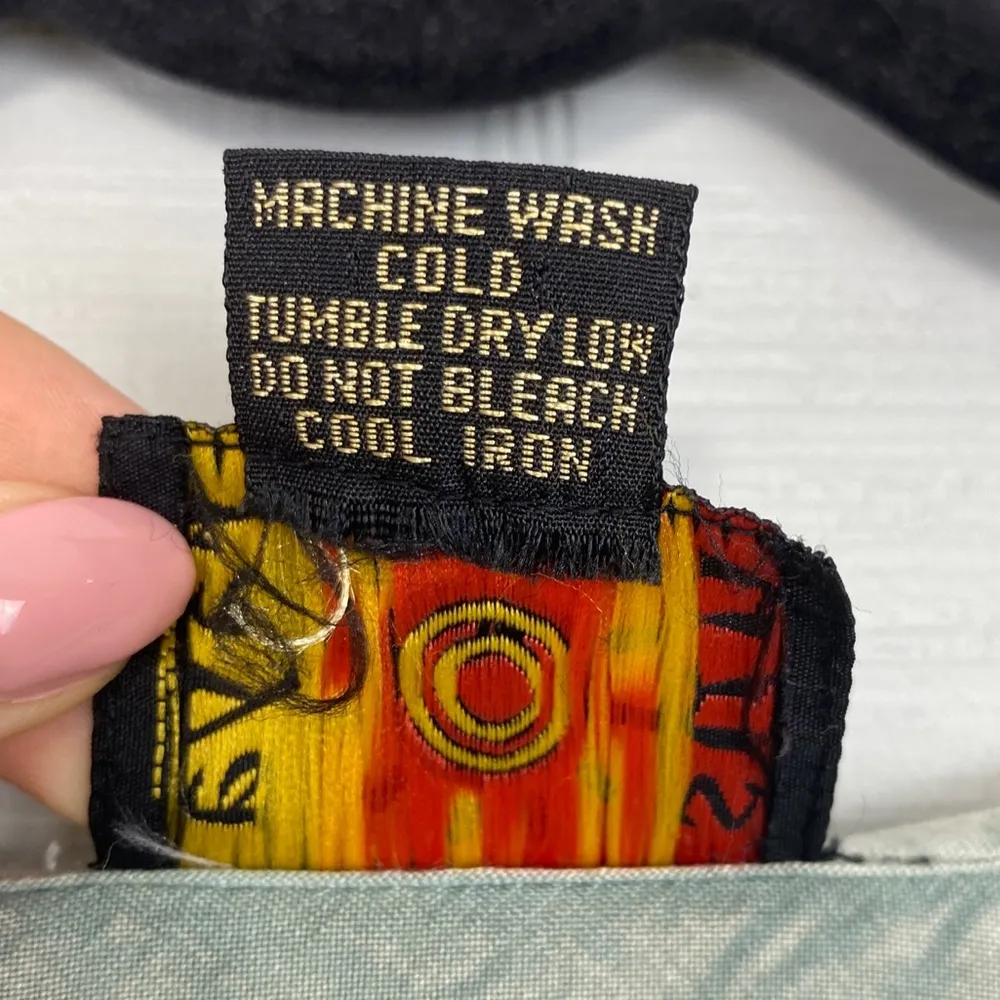 MACHINE WASH
COLD
TUMBLE DRY LOW
DO NOT BLEACH
COOL IRON